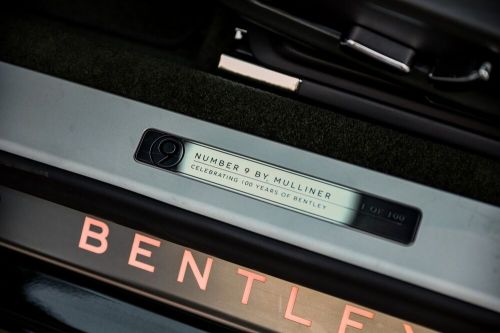 9
NUMBER 9 BY MULLINER
CELEBRATING 100 YEARS OF BENTLEY
1 OF 100
BENTLEY